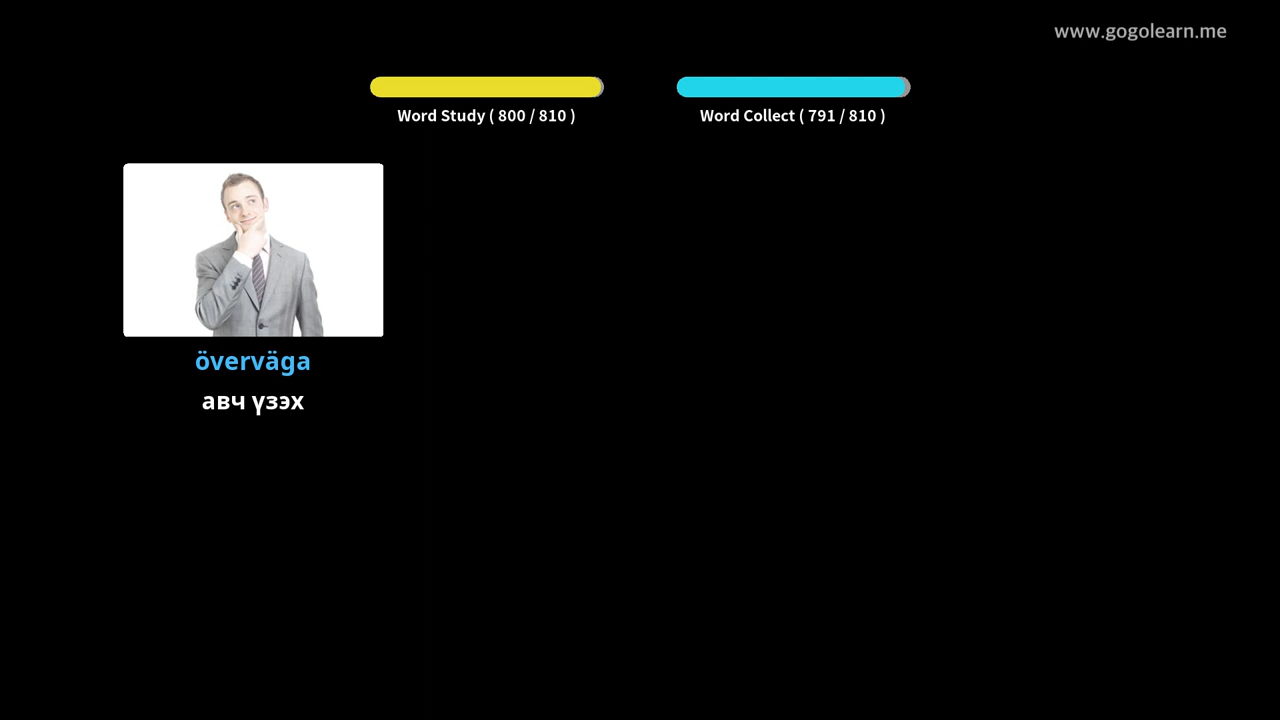 www.gogolearn.me
Word Study ( 800 / 810 )
Word Collect ( 791 / 810 )
överväga
авч үзэх